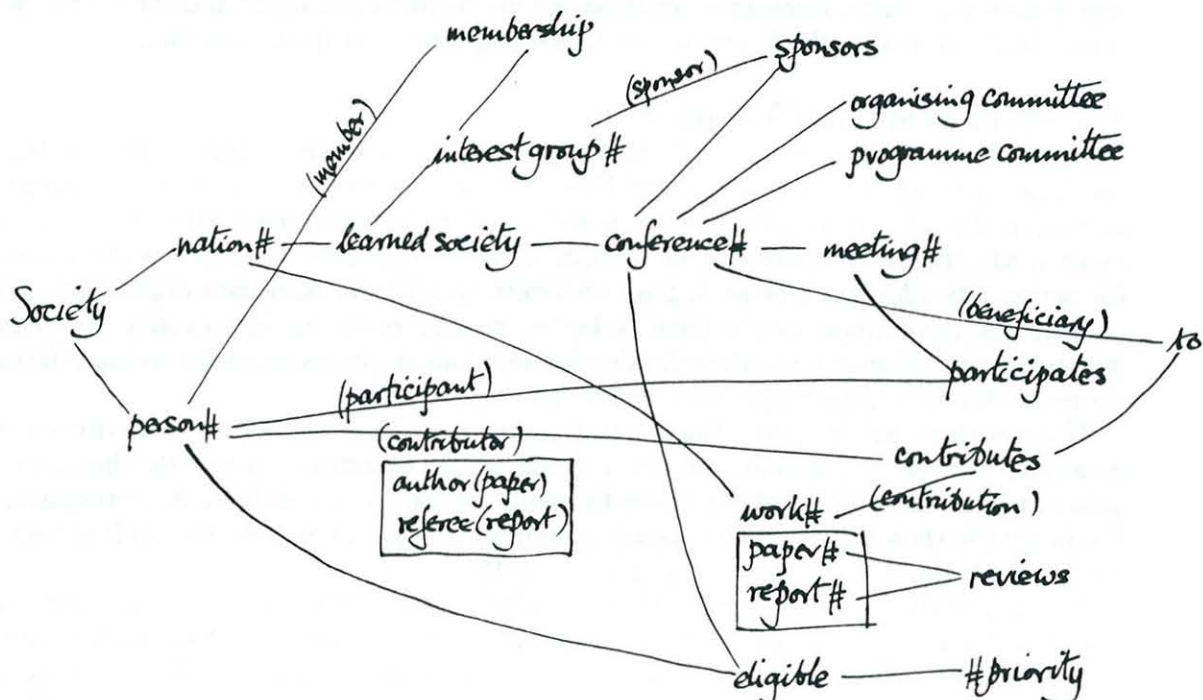 membership
sponsors
(sponsor)
organising committee
(member)
interest group #
programme committee
nation#
learned society
conference#
meeting#
Society
(beneficiary)
to
participates
(participant)
person#
(contributor)
contributes
author (paper)
referee (report)
work#
(contribution)
paper#
report#
reviews
eligible
#priority